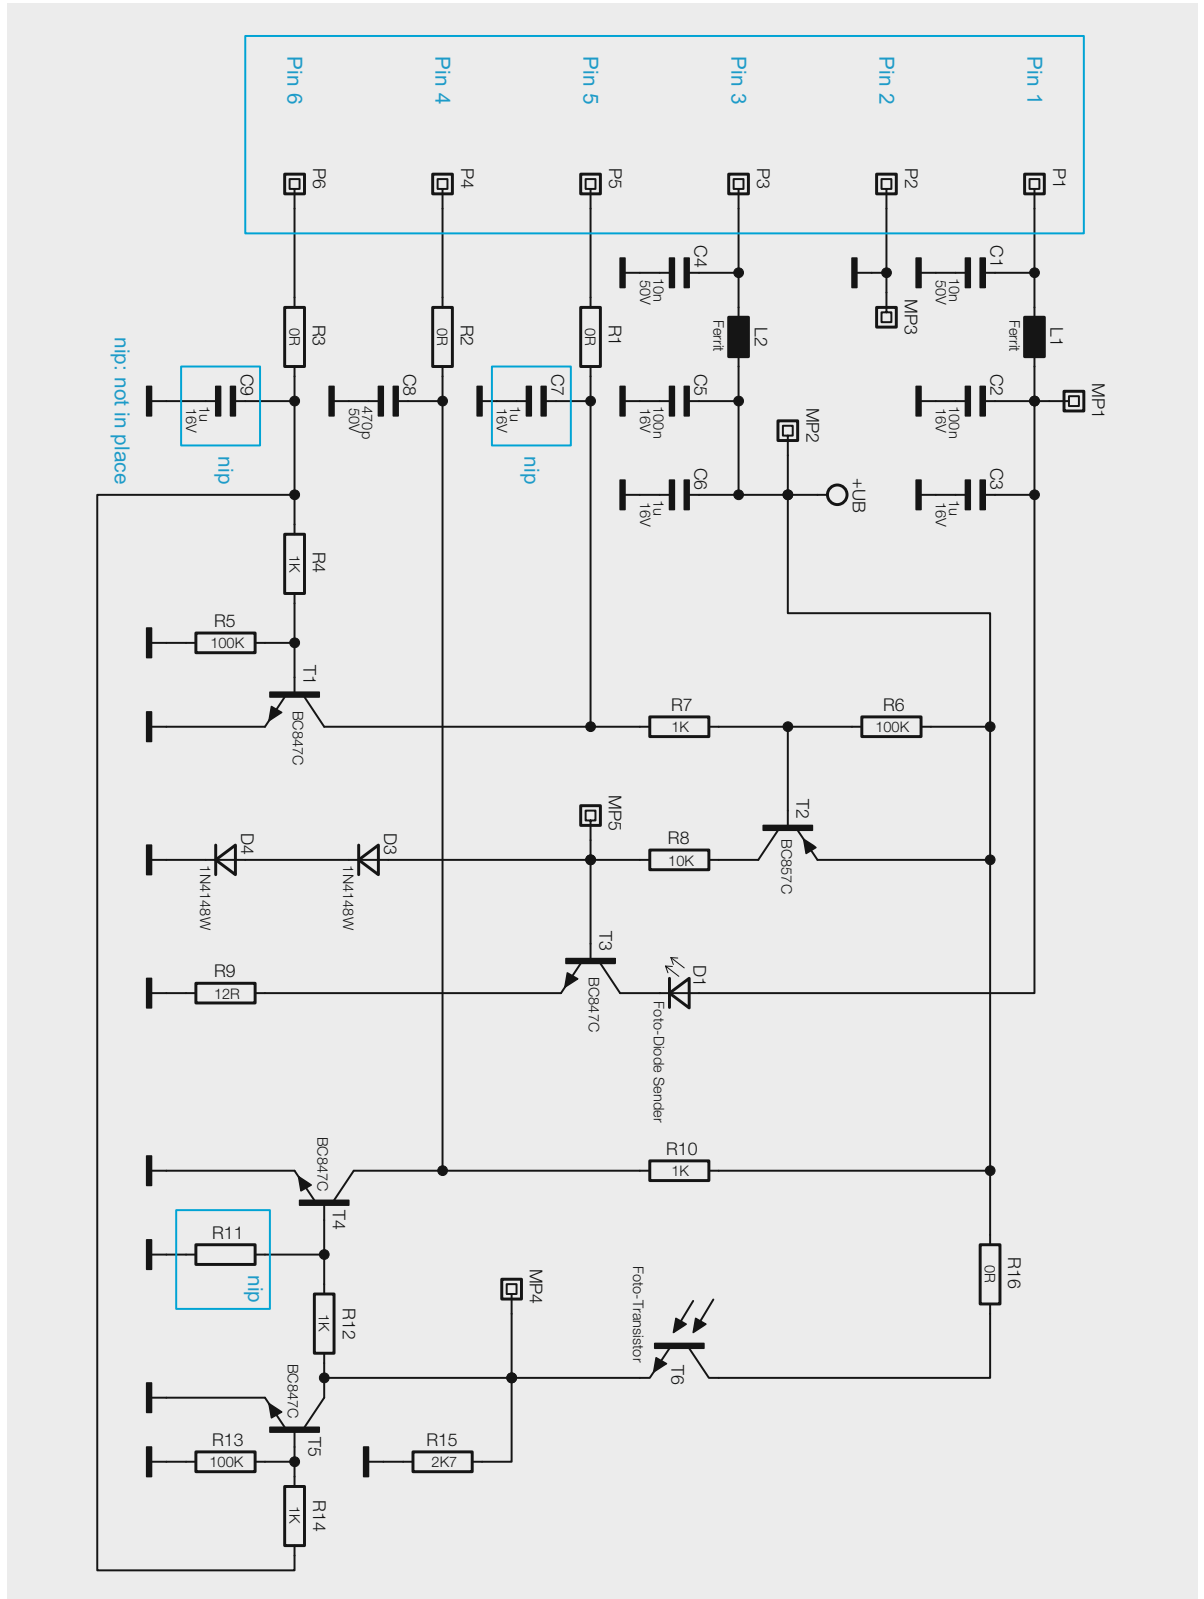 Pin 6
Pin 4
Pin 5
Pin 3
Pin 2
Pin 1
P6
P4
P5
P3
P2
P1
C4
10n
50V
C1
10n
50V
MP3
R3
0R
R2
0R
R1
0R
L2
Ferrit
L1
Ferrit
C9
1u
16V
nip
nip: not in place
C8
470p
50V
C7
1u
16V
nip
C5
100n
16V
MP2
C2
100n
16V
MP1
C6
1u
16V
+UB
C3
1u
16V
R4
1K
R5
100K
T1
BC847C
R7
1K
R6
100K
MP5
T2
BC857C
R8
10K
D4
1N4148W
D3
1N4148W
R9
12R
T3
BC847C
D1
Foto-Diode Sender
BC847C
T4
R10
1K
R11
nip
R12
1K
MP4
Foto-Transistor
T6
R16
0R
BC847C
T5
R13
100K
R15
2K7
R14
1K